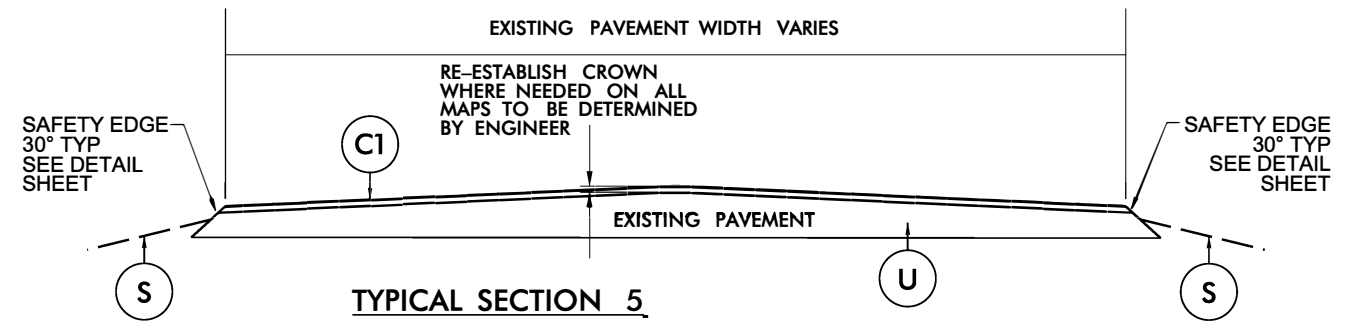 EXISTING PAVEMENT WIDTH VARIES
RE-ESTABLISH CROWN
WHERE NEEDED ON ALL
MAPS TO BE DETERMINED
BY ENGINEER
SAFETY EDGE
30° TYP
SEE DETAIL
SHEET
C1
SAFETY EDGE
30° TYP
SEE DETAIL
SHEET
EXISTING PAVEMENT
S
U
S
TYPICAL SECTION 5